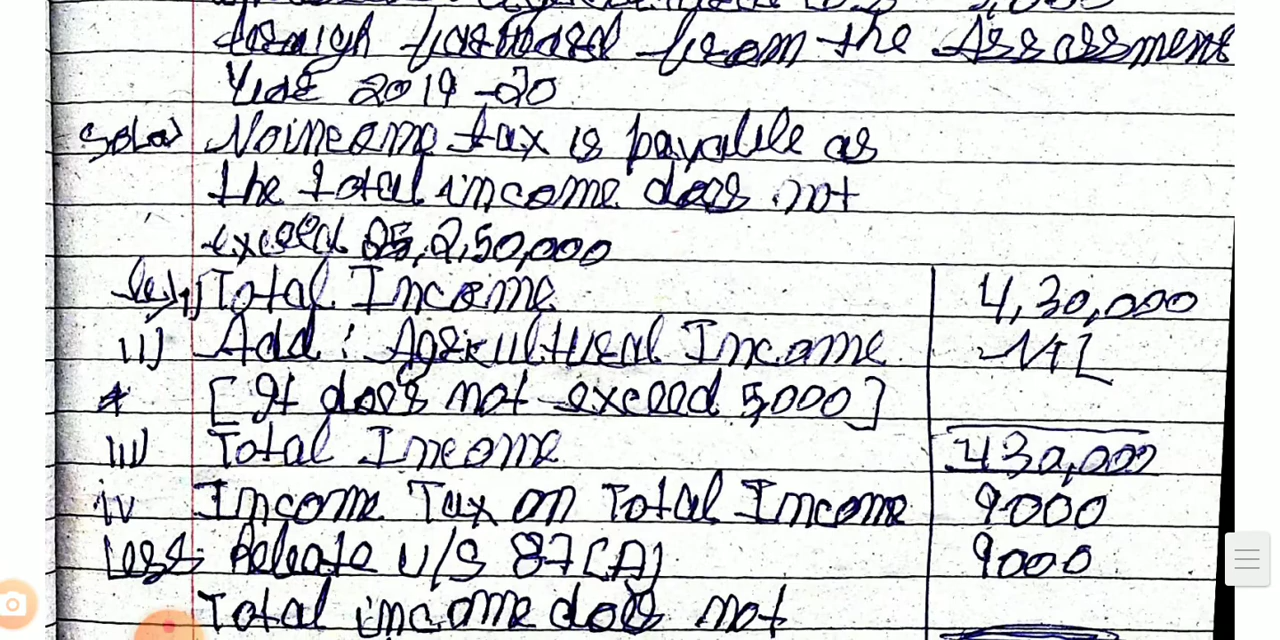 from the Assessment
Year 2019-20
Solu) No income tax is payable as
the total income does not
exceed RS, 2,50,000
i) Total Income 4,30,000
ii) Add : Agricultural Income NIL
* [It does not exceed 5,000]
iii) Total Income 430,000
iv Income Tax on Total Income 9000
Less: Rebate U/S 87(A) 9000
Total income does not